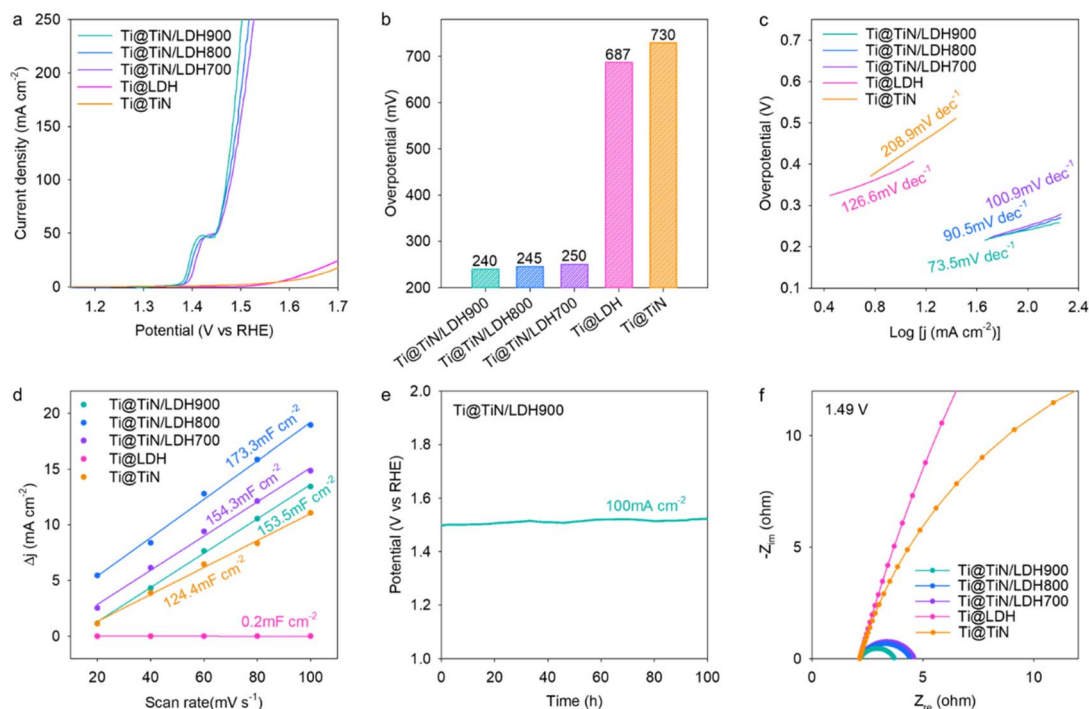 a
250
200
150
100
50
0
Current density (mA cm⁻²)
Ti@TiN/LDH900
Ti@TiN/LDH800
Ti@TiN/LDH700
Ti@LDH
Ti@TiN
1.2 1.3 1.4 1.5 1.6 1.7
Potential (V vs RHE)
b
800
700
600
500
400
300
200
Overpotential (mV)
240
245
250
687
730
Ti@TiN/LDH900
Ti@TiN/LDH800
Ti@TiN/LDH700
Ti@LDH
Ti@TiN
c
0.7
0.6
0.5
0.4
0.3
0.2
0.1
Overpotential (V)
Ti@TiN/LDH900
Ti@TiN/LDH800
Ti@TiN/LDH700
Ti@LDH
Ti@TiN
208.9mV dec⁻¹
126.6mV dec⁻¹
100.9mV dec⁻¹
90.5mV dec⁻¹
73.5mV dec⁻¹
0.4 0.8 1.2 1.6 2.0 2.4
Log [j (mA cm⁻²)]
d
20
15
10
5
0
Δj (mA cm⁻²)
Ti@TiN/LDH900
Ti@TiN/LDH800
Ti@TiN/LDH700
Ti@LDH
Ti@TiN
173.3mF cm⁻²
154.3mF cm⁻²
153.5mF cm⁻²
124.4mF cm⁻²
0.2mF cm⁻²
20 40 60 80 100
Scan rate(mV s⁻¹)
e
2.0
1.8
1.6
1.4
1.2
1.0
Potential (V vs RHE)
Ti@TiN/LDH900
100mA cm⁻²
0 20 40 60 80 100
Time (h)
f
10
5
0
-Zim (ohm)
1.49 V
Ti@TiN/LDH900
Ti@TiN/LDH800
Ti@TiN/LDH700
Ti@LDH
Ti@TiN
0 5 10
Zre (ohm)